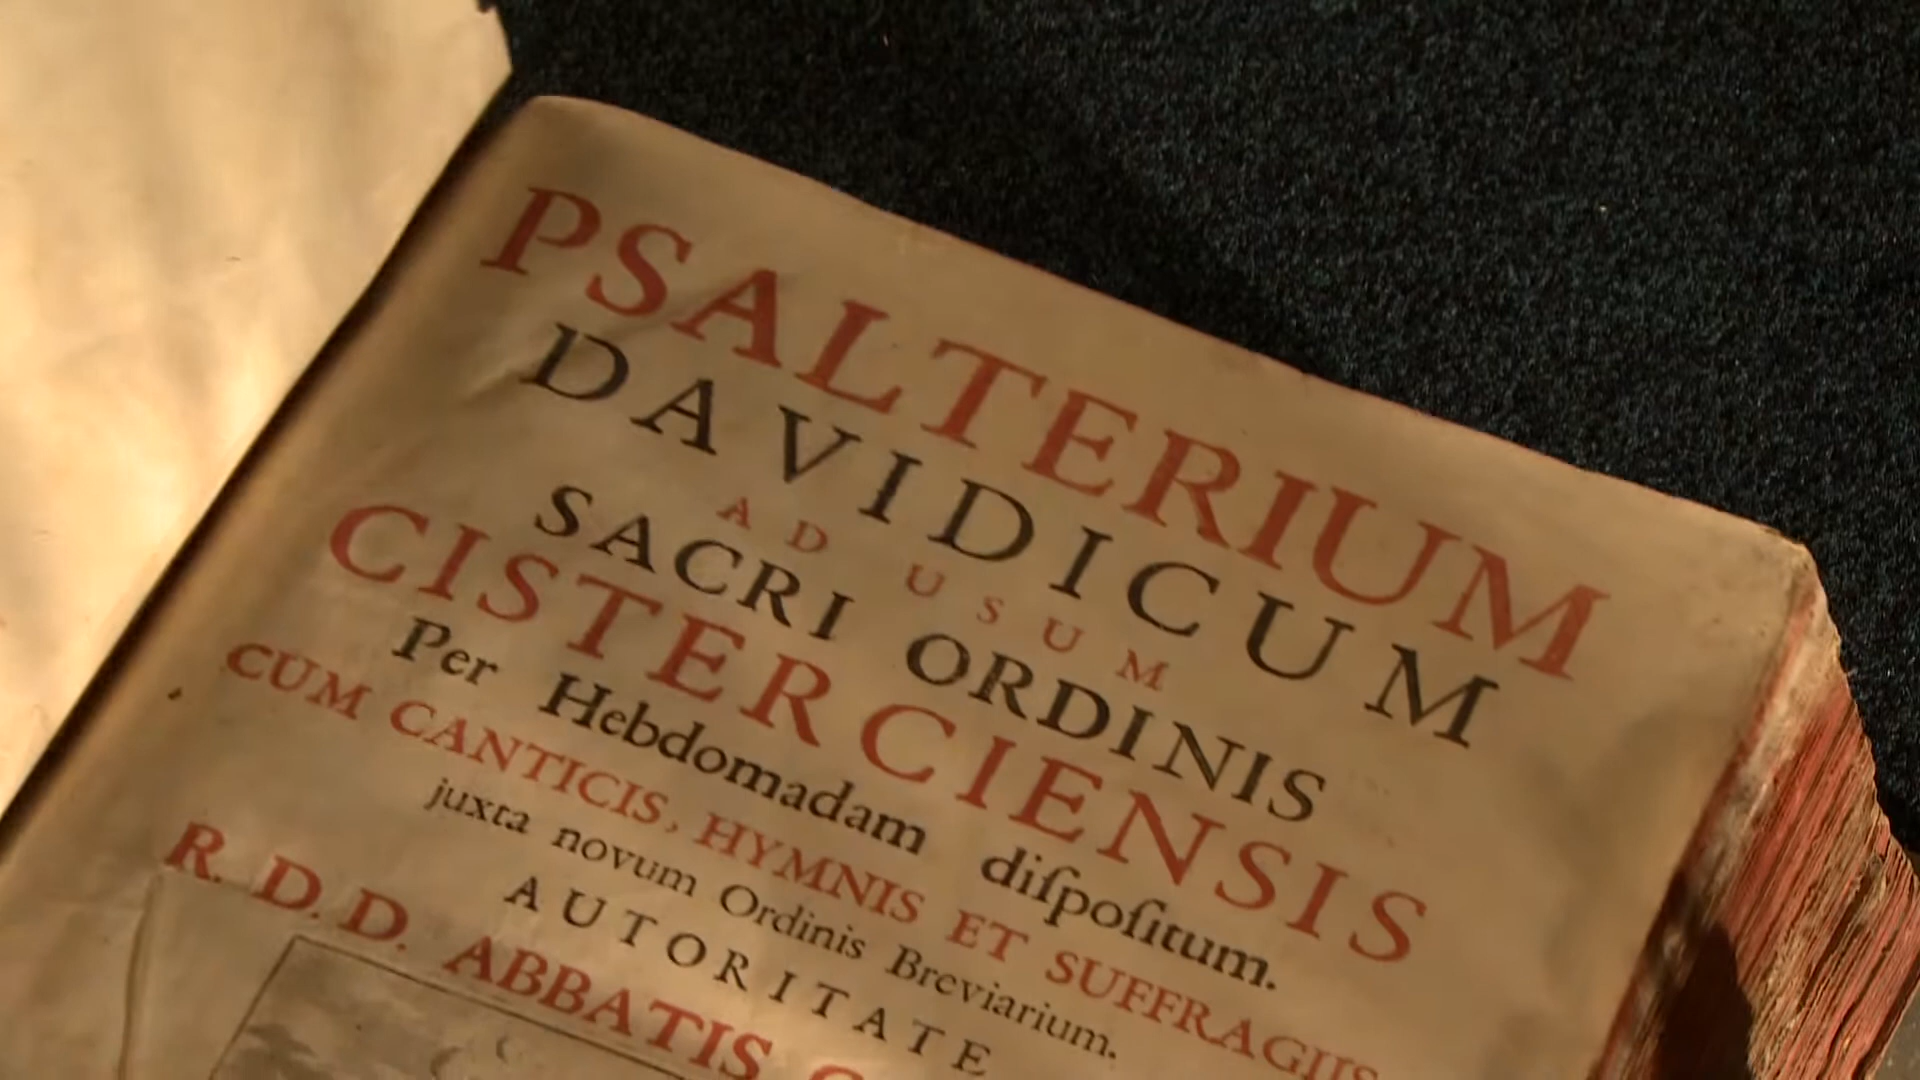 PSALTERIUM
DAVIDICUM
AD USUM
SACRI ORDINIS
CISTERCIENSIS
Per Hebdomadam diſpoſitum.
CUM CANTICIS, HYMNIS ET SUFFRAGIIS
juxta novum Ordinis Breviarium.
AUTORITATE
R. D. D. ABBATIS